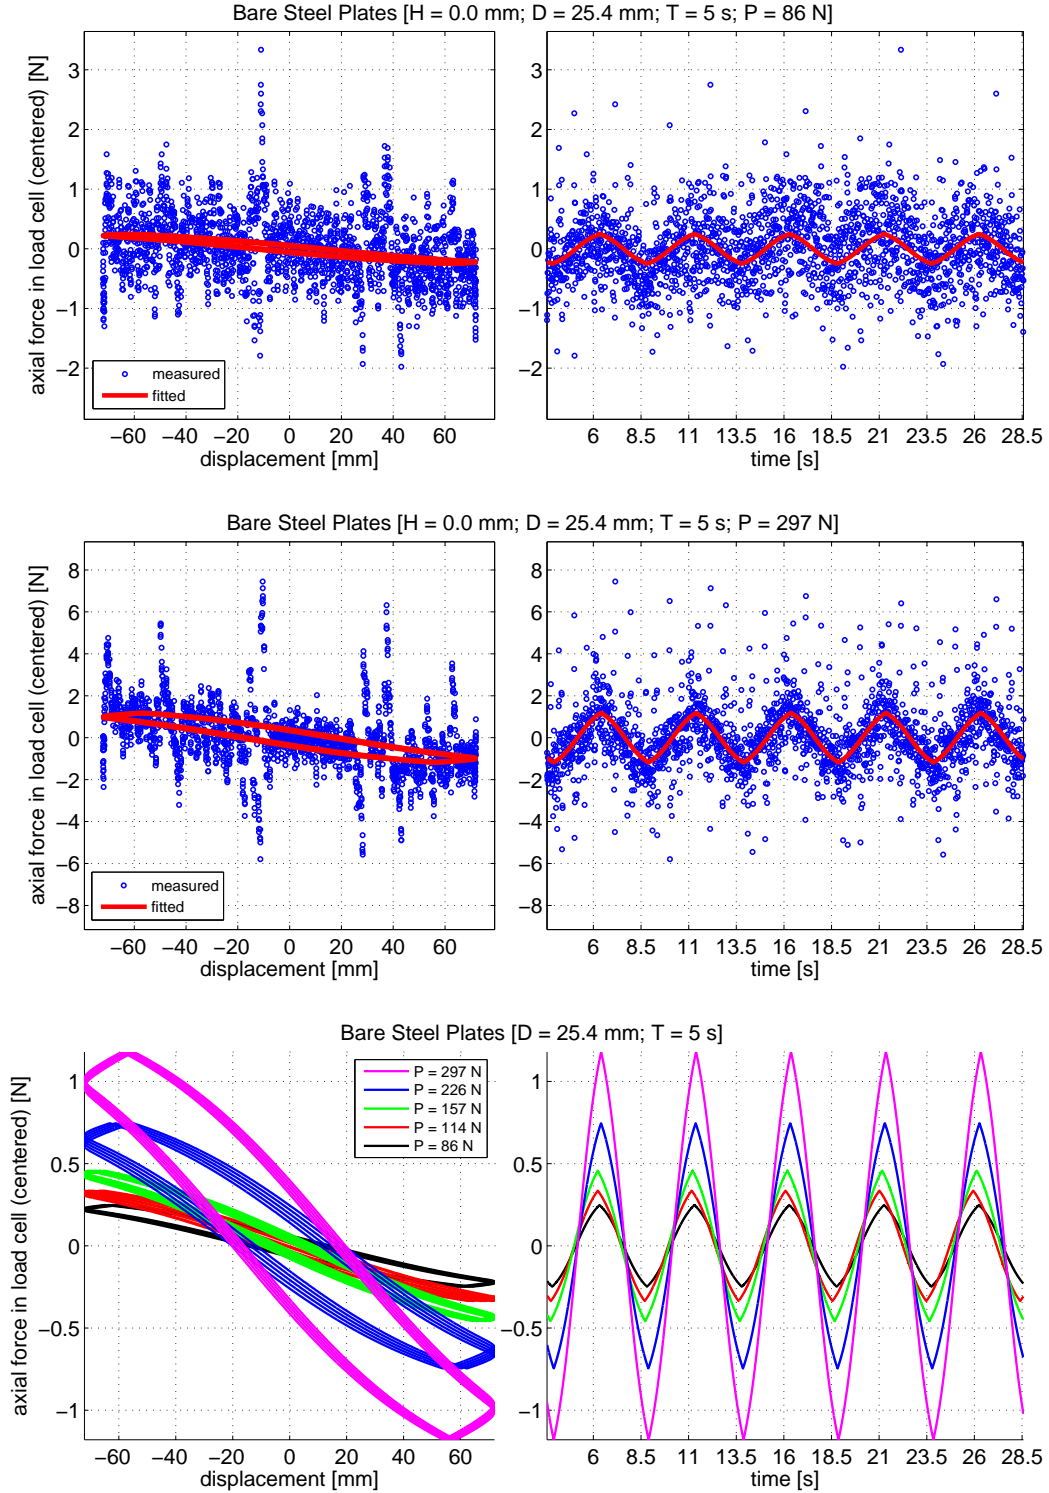 Bare Steel Plates [H = 0.0 mm; D = 25.4 mm; T = 5 s; P = 86 N]
axial force in load cell (centered) [N]
3
2
1
0
−1
−2
measured
fitted
−60 −40 −20 0 20 40 60
displacement [mm]
3
2
1
0
−1
−2
6 8.5 11 13.5 16 18.5 21 23.5 26 28.5
time [s]
Bare Steel Plates [H = 0.0 mm; D = 25.4 mm; T = 5 s; P = 297 N]
axial force in load cell (centered) [N]
8
6
4
2
0
−2
−4
−6
−8
measured
fitted
−60 −40 −20 0 20 40 60
displacement [mm]
8
6
4
2
0
−2
−4
−6
−8
6 8.5 11 13.5 16 18.5 21 23.5 26 28.5
time [s]
Bare Steel Plates [D = 25.4 mm; T = 5 s]
axial force in load cell (centered) [N]
1
0.5
0
−0.5
−1
P = 297 N
P = 226 N
P = 157 N
P = 114 N
P = 86 N
−60 −40 −20 0 20 40 60
displacement [mm]
1
0.5
0
−0.5
−1
6 8.5 11 13.5 16 18.5 21 23.5 26 28.5
time [s]